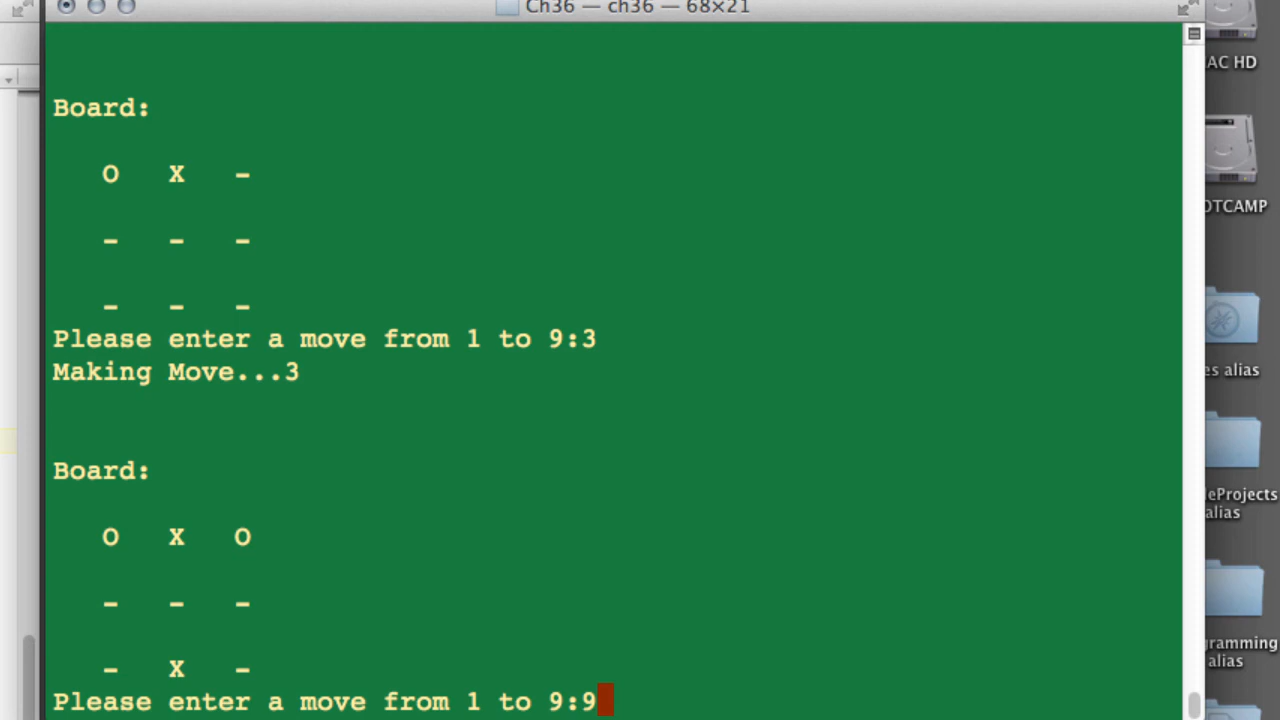 Ch36 — ch36 — 68×21
Board:
O X -
- - -
- - -
Please enter a move from 1 to 9:3
Making Move...3
Board:
O X O
- - -
- X -
Please enter a move from 1 to 9:9
AC HD
OTCAMP
es alias
leProjects
alias
gramming
alias